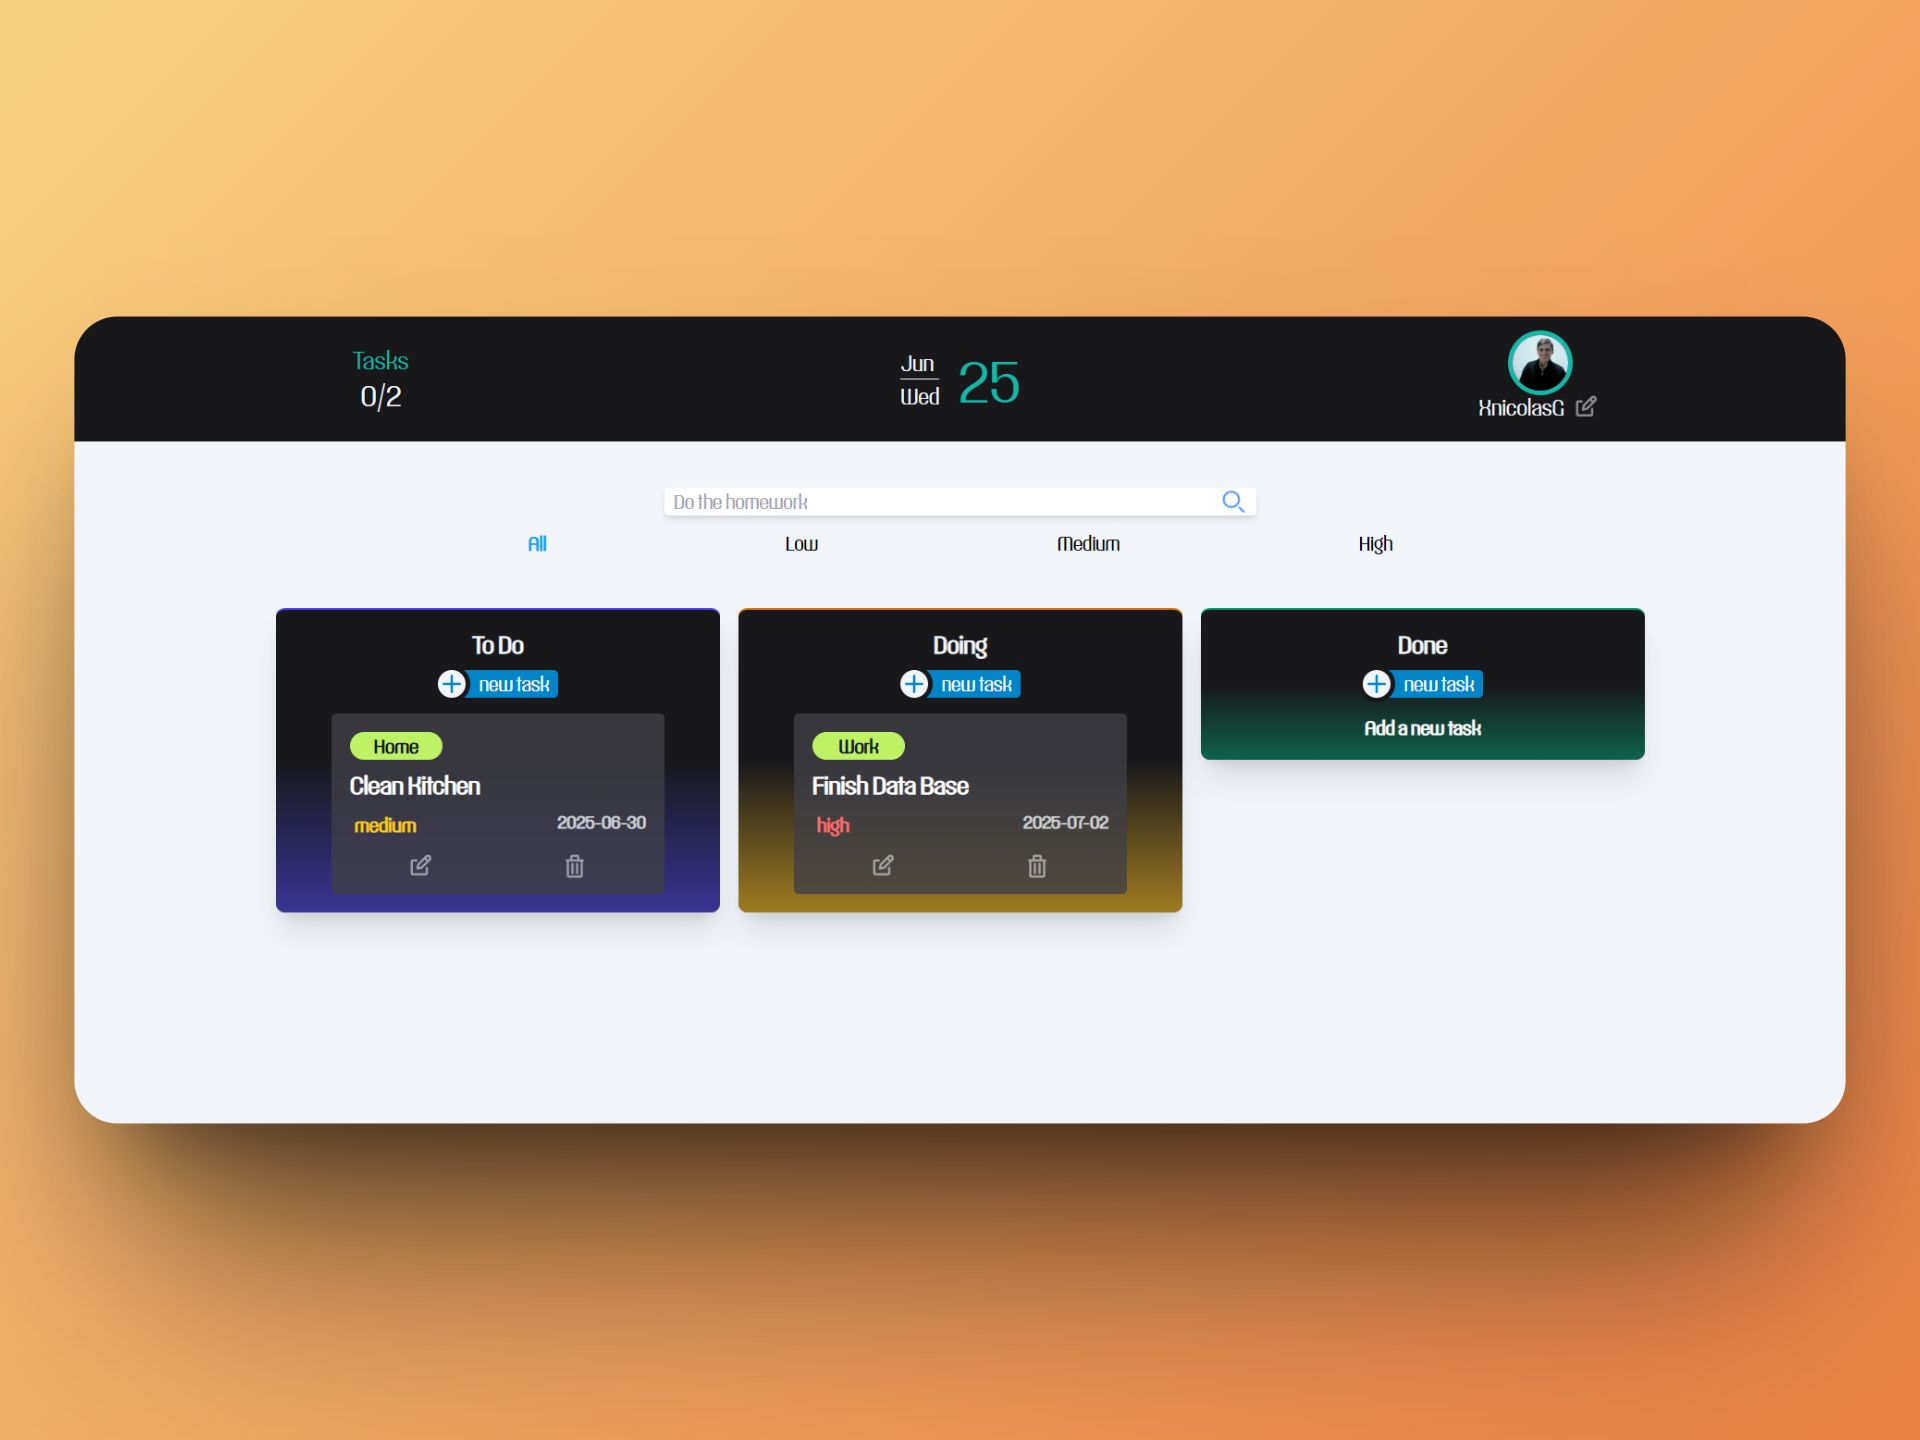 Tasks
0/2
Jun
Wed
25
XnicolasG
Do the homework
All
Low
Medium
High
To Do
new task
Home
Clean Kitchen
medium
2025-06-30
Doing
new task
Work
Finish Data Base
high
2025-07-02
Done
new task
Add a new task